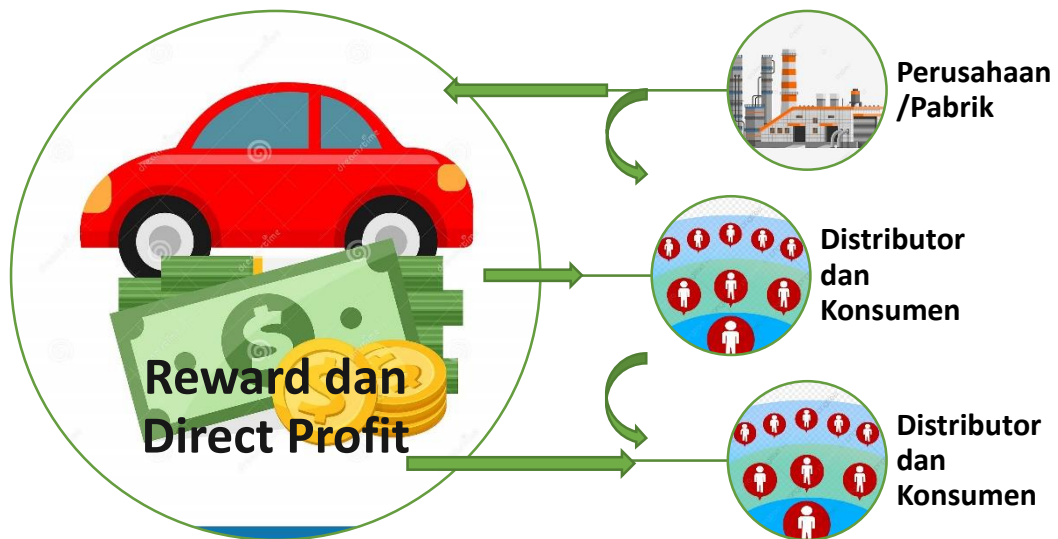 Perusahaan
/Pabrik
Distributor
dan
Konsumen
Reward dan
Direct Profit
Distributor
dan
Konsumen